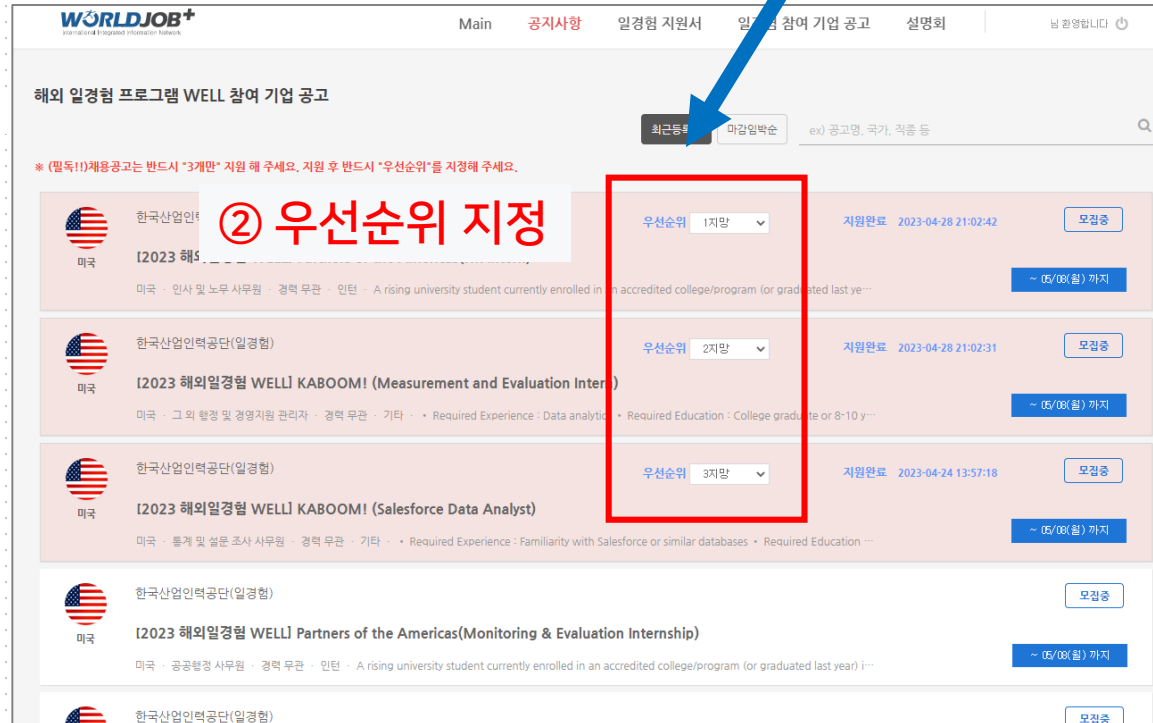 WORLDJOB+
International Integrated Information Network
Main 공지사항 일경험 지원서 일경험 참여 기업 공고 설명회 님 환영합니다
해외 일경험 프로그램 WELL 참여 기업 공고
최근등록 마감임박순 ex) 공고명, 국가, 직종 등
※ (필독!!)채용공고는 반드시 "3개만" 지원 해 주세요. 지원 후 반드시 "우선순위"를 지정해 주세요.
② 우선순위 지정
한국산업인 우선순위 1지망 지원완료 2023-04-28 21:02:42 모집중
미국
[2023 해외
~ 05/08(월) 까지
미국 · 인사 및 노무 사무원 · 경력 무관 · 인턴 · A rising university student currently enrolled in an accredited college/program (or graduated last ye…
한국산업인력공단(일경험) 우선순위 2지망 지원완료 2023-04-28 21:02:31 모집중
미국
[2023 해외일경험 WELL] KABOOM! (Measurement and Evaluation Intern)
~ 05/08(월) 까지
미국 · 그 외 행정 및 경영지원 관리자 · 경력 무관 · 기타 · • Required Experience : Data analytic • Required Education : College graduate or 8-10 y…
한국산업인력공단(일경험) 우선순위 3지망 지원완료 2023-04-24 13:57:18 모집중
미국
[2023 해외일경험 WELL] KABOOM! (Salesforce Data Analyst)
~ 05/08(월) 까지
미국 · 통계 및 설문 조사 사무원 · 경력 무관 · 기타 · • Required Experience : Familiarity with Salesforce or similar databases • Required Education …
한국산업인력공단(일경험) 모집중
미국
[2023 해외일경험 WELL] Partners of the Americas(Monitoring & Evaluation Internship)
~ 05/08(월) 까지
미국 · 공공행정 사무원 · 경력 무관 · 인턴 · A rising university student currently enrolled in an accredited college/program (or graduated last year) i…
한국산업인력공단(일경험) 모집중